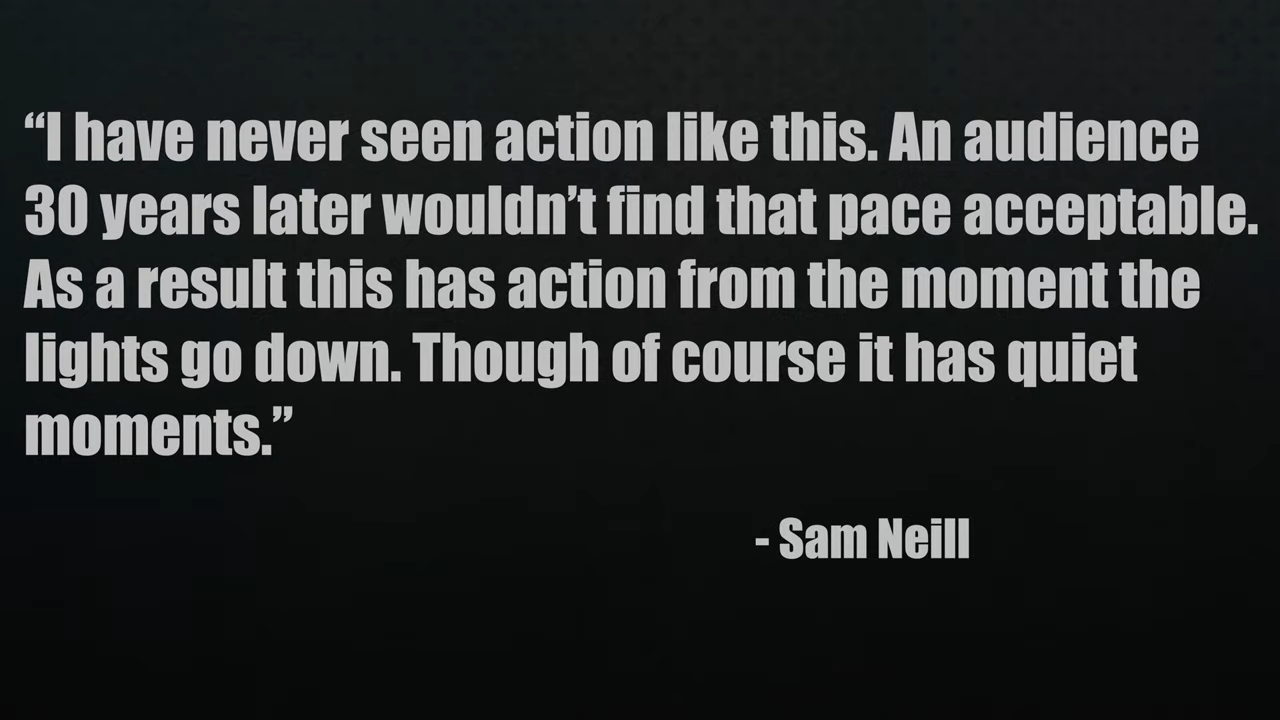 “I have never seen action like this. An audience
30 years later wouldn’t find that pace acceptable.
As a result this has action from the moment the
lights go down. Though of course it has quiet
moments.”
- Sam Neill